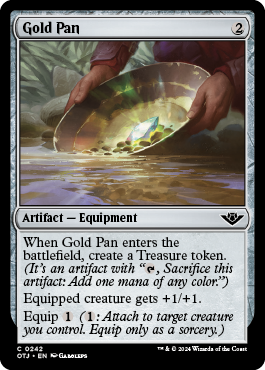 Gold Pan 2
Artifact — Equipment
When Gold Pan enters the
battlefield, create a Treasure token.
(It's an artifact with “, Sacrifice this
artifact: Add one mana of any color.”)
Equipped creature gets +1/+1.
Equip 1 (1: Attach to target creature
you control. Equip only as a sorcery.)
C 0242
OTJ • EN Gaboleps
™ & © 2024 Wizards of the Coast